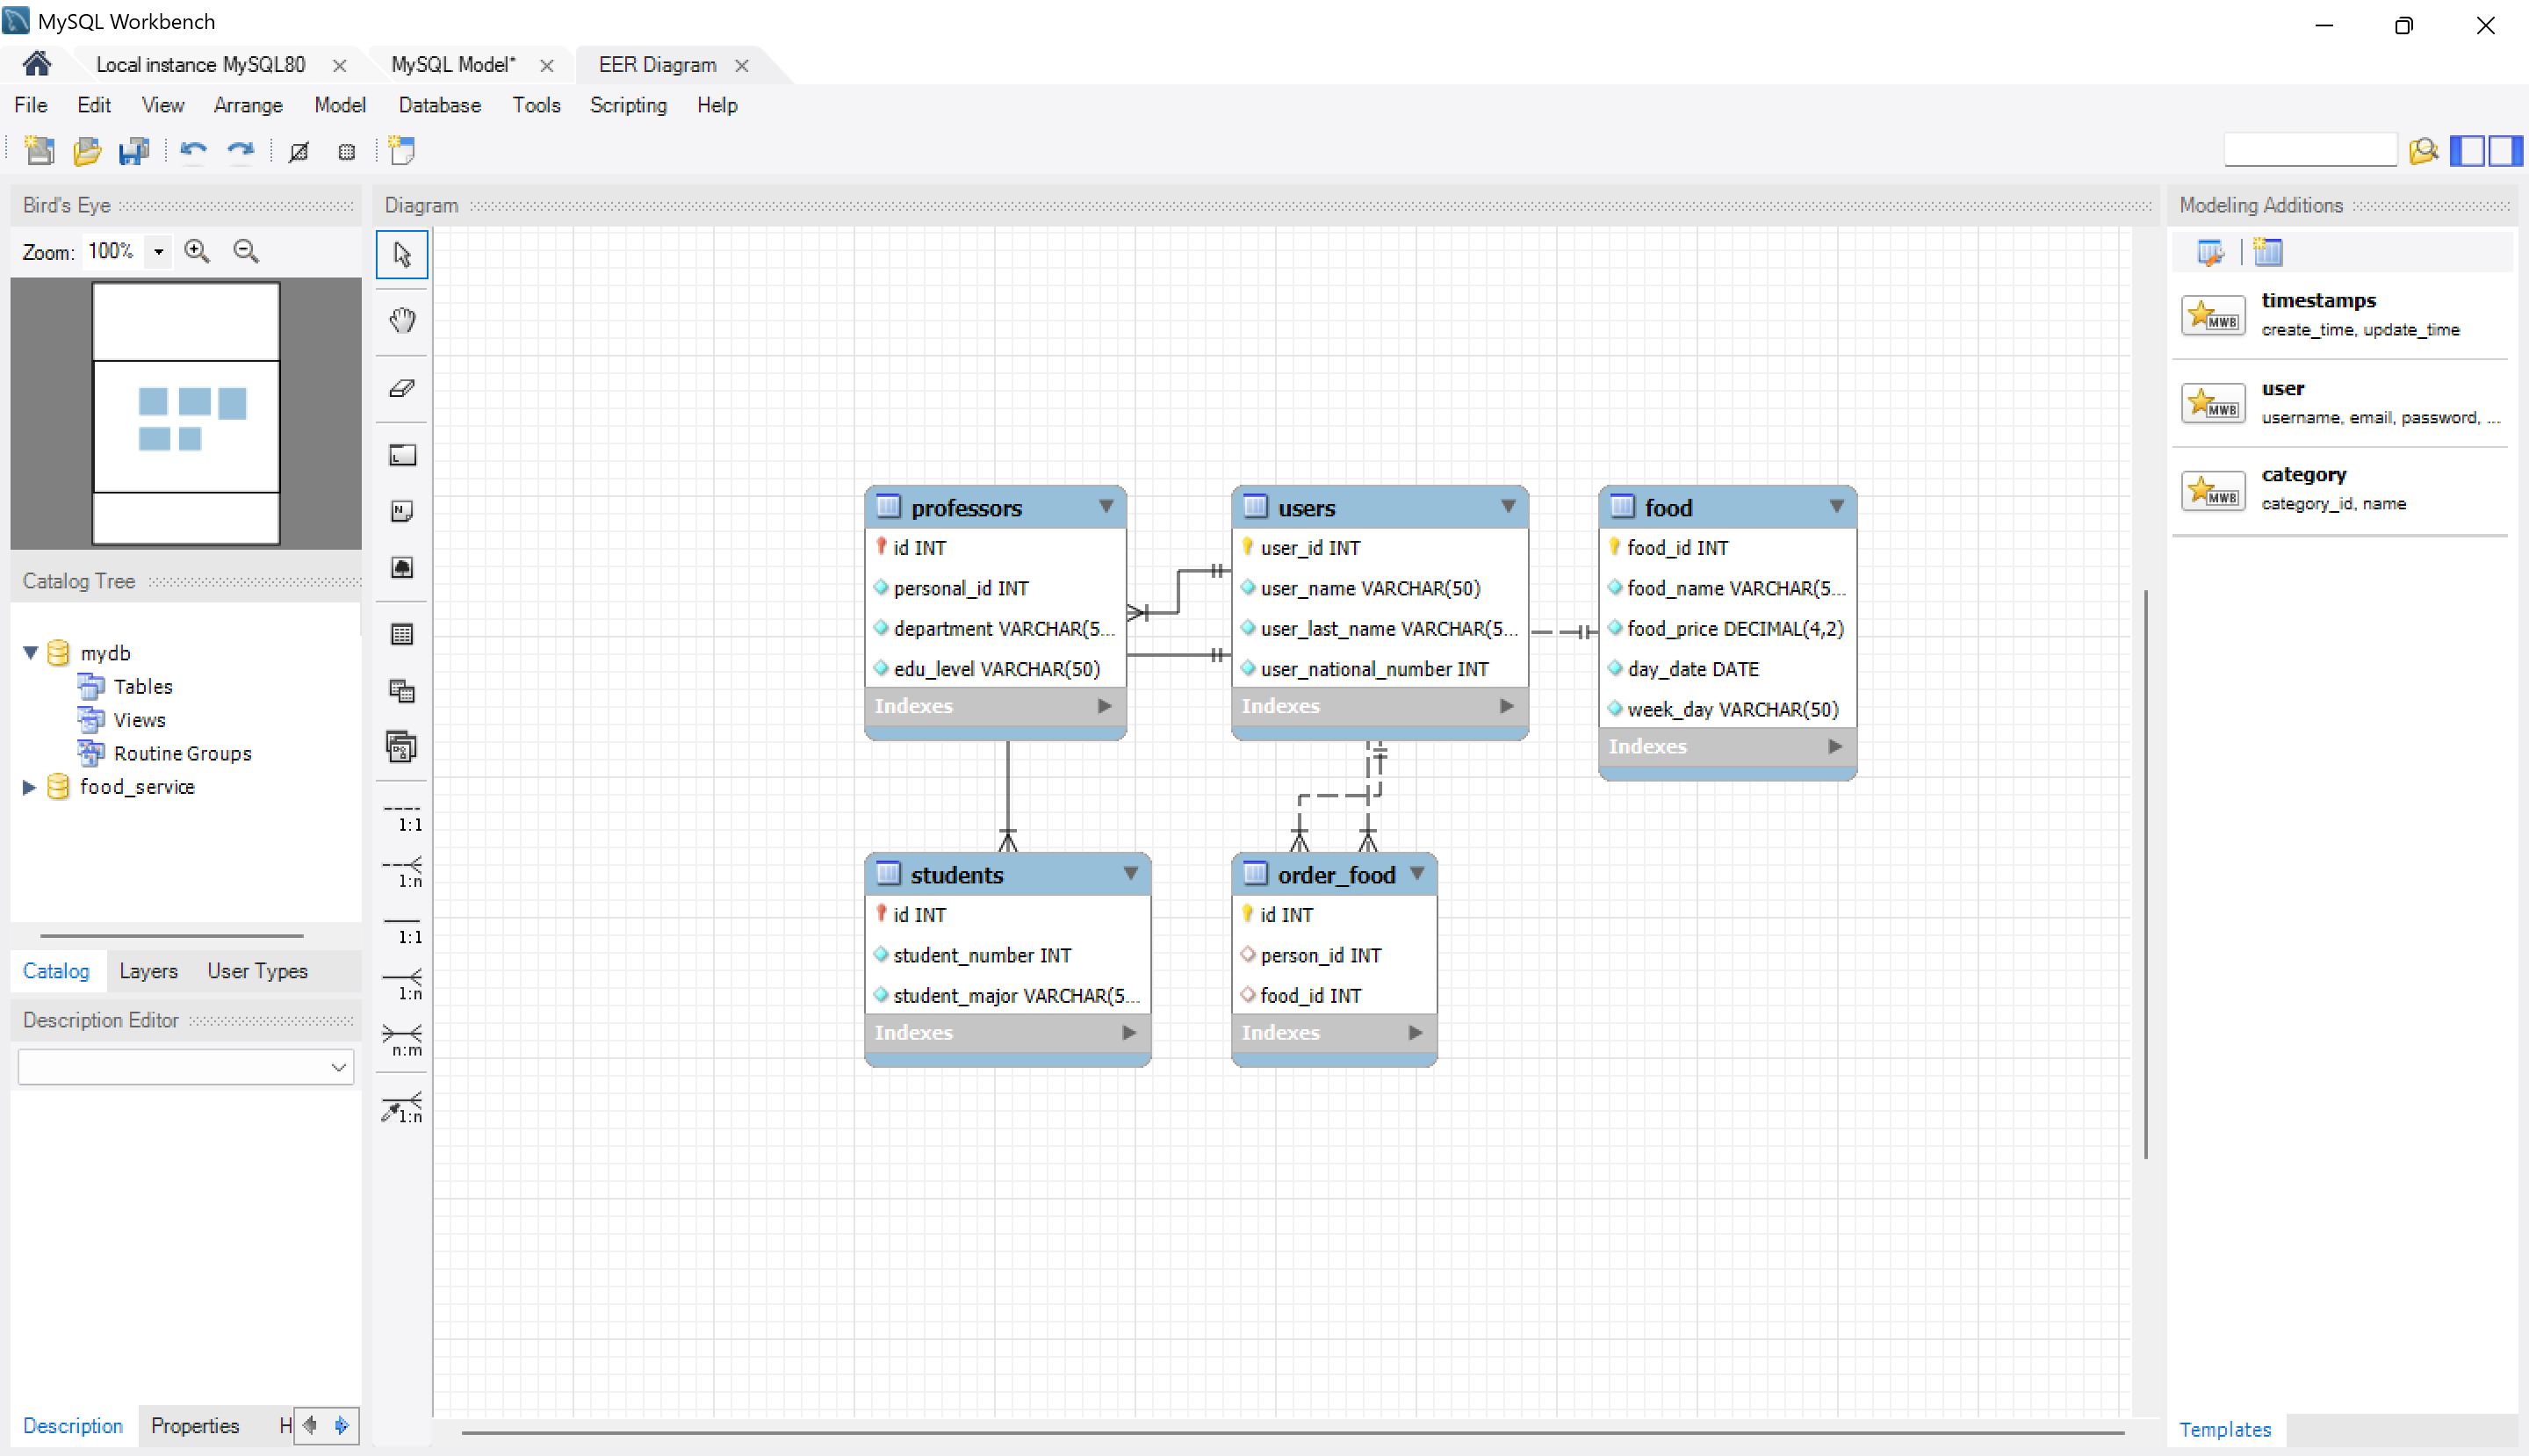 MySQL Workbench
Local instance MySQL80
MySQL Model*
EER Diagram
File Edit View Arrange Model Database Tools Scripting Help
Bird's Eye
Zoom: 100%
Catalog Tree
mydb
Tables
Views
Routine Groups
food_service
Catalog Layers User Types
Description Editor
Description Properties H
Diagram
1:1
1:n
1:1
1:n
n:m
1:n
professors
id INT
personal_id INT
department VARCHAR(5...
edu_level VARCHAR(50)
Indexes
users
user_id INT
user_name VARCHAR(50)
user_last_name VARCHAR(5...
user_national_number INT
Indexes
food
food_id INT
food_name VARCHAR(5...
food_price DECIMAL(4,2)
day_date DATE
week_day VARCHAR(50)
Indexes
students
id INT
student_number INT
student_major VARCHAR(5...
Indexes
order_food
id INT
person_id INT
food_id INT
Indexes
Modeling Additions
MWB
timestamps
create_time, update_time
MWB
user
username, email, password, ...
MWB
category
category_id, name
Templates